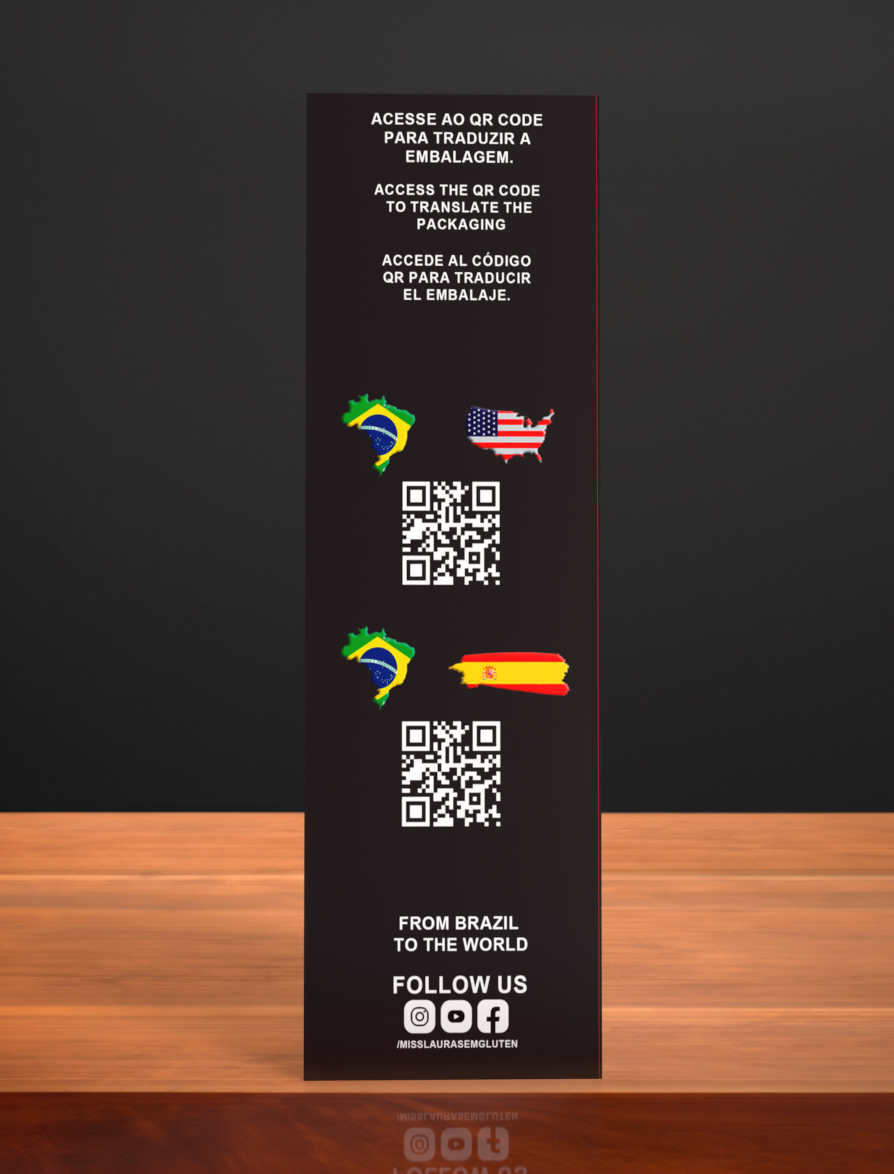 ACESSE AO QR CODE
PARA TRADUZIR A
EMBALAGEM.
ACCESS THE QR CODE
TO TRANSLATE THE
PACKAGING
ACCEDE AL CÓDIGO
QR PARA TRADUCIR
EL EMBALAJE.
FROM BRAZIL
TO THE WORLD
FOLLOW US
/MISSLAURASEMGLUTEN